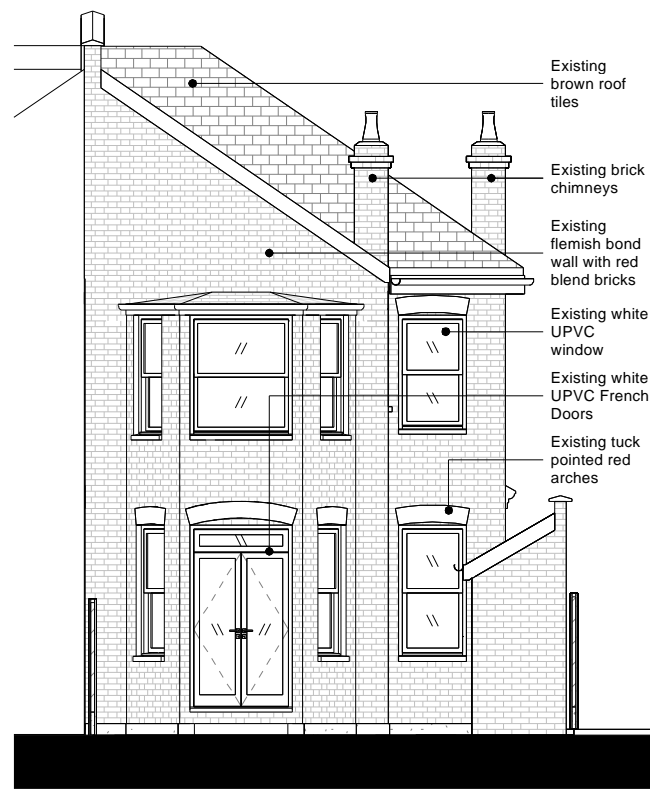 Existing
brown roof
tiles
Existing brick
chimneys
Existing
flemish bond
wall with red
blend bricks
Existing white
UPVC
window
Existing white
UPVC French
Doors
Existing tuck
pointed red
arches